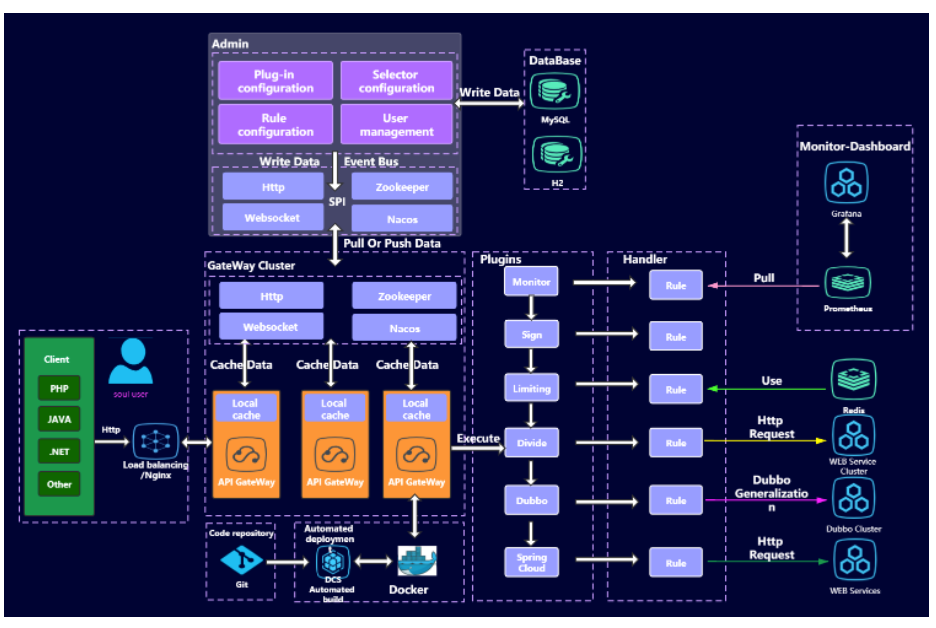 Admin
Plug-in
configuration
Selector
configuration
Rule
configuration
User
management
Write Data
Event Bus
Http
Zookeeper
SPI
Websocket
Nacos
Pull Or Push Data
Write Data
DataBase
MySQL
H2
Monitor-Dashboard
Grafana
Prometheus
GateWay Cluster
Http
Zookeeper
Websocket
Nacos
Cache Data
Cache Data
Cache Data
Local
cache
API GateWay
Local
cache
API GateWay
Local
cache
API GateWay
Client
PHP
JAVA
.NET
Other
soul user
Http
Load balancing
/Nginx
Execute
Plugins
Monitor
Sign
Limiting
Divide
Dubbo
Spring
Cloud
Handler
Rule
Rule
Rule
Rule
Rule
Rule
Pull
Use
Redis
Http
Request
WEB Service
Cluster
Dubbo
Generalizatio
n
Dubbo Cluster
Http
Request
WEB Services
Code repository
Git
Automated
deploymen
DCS
Automated
build
Docker